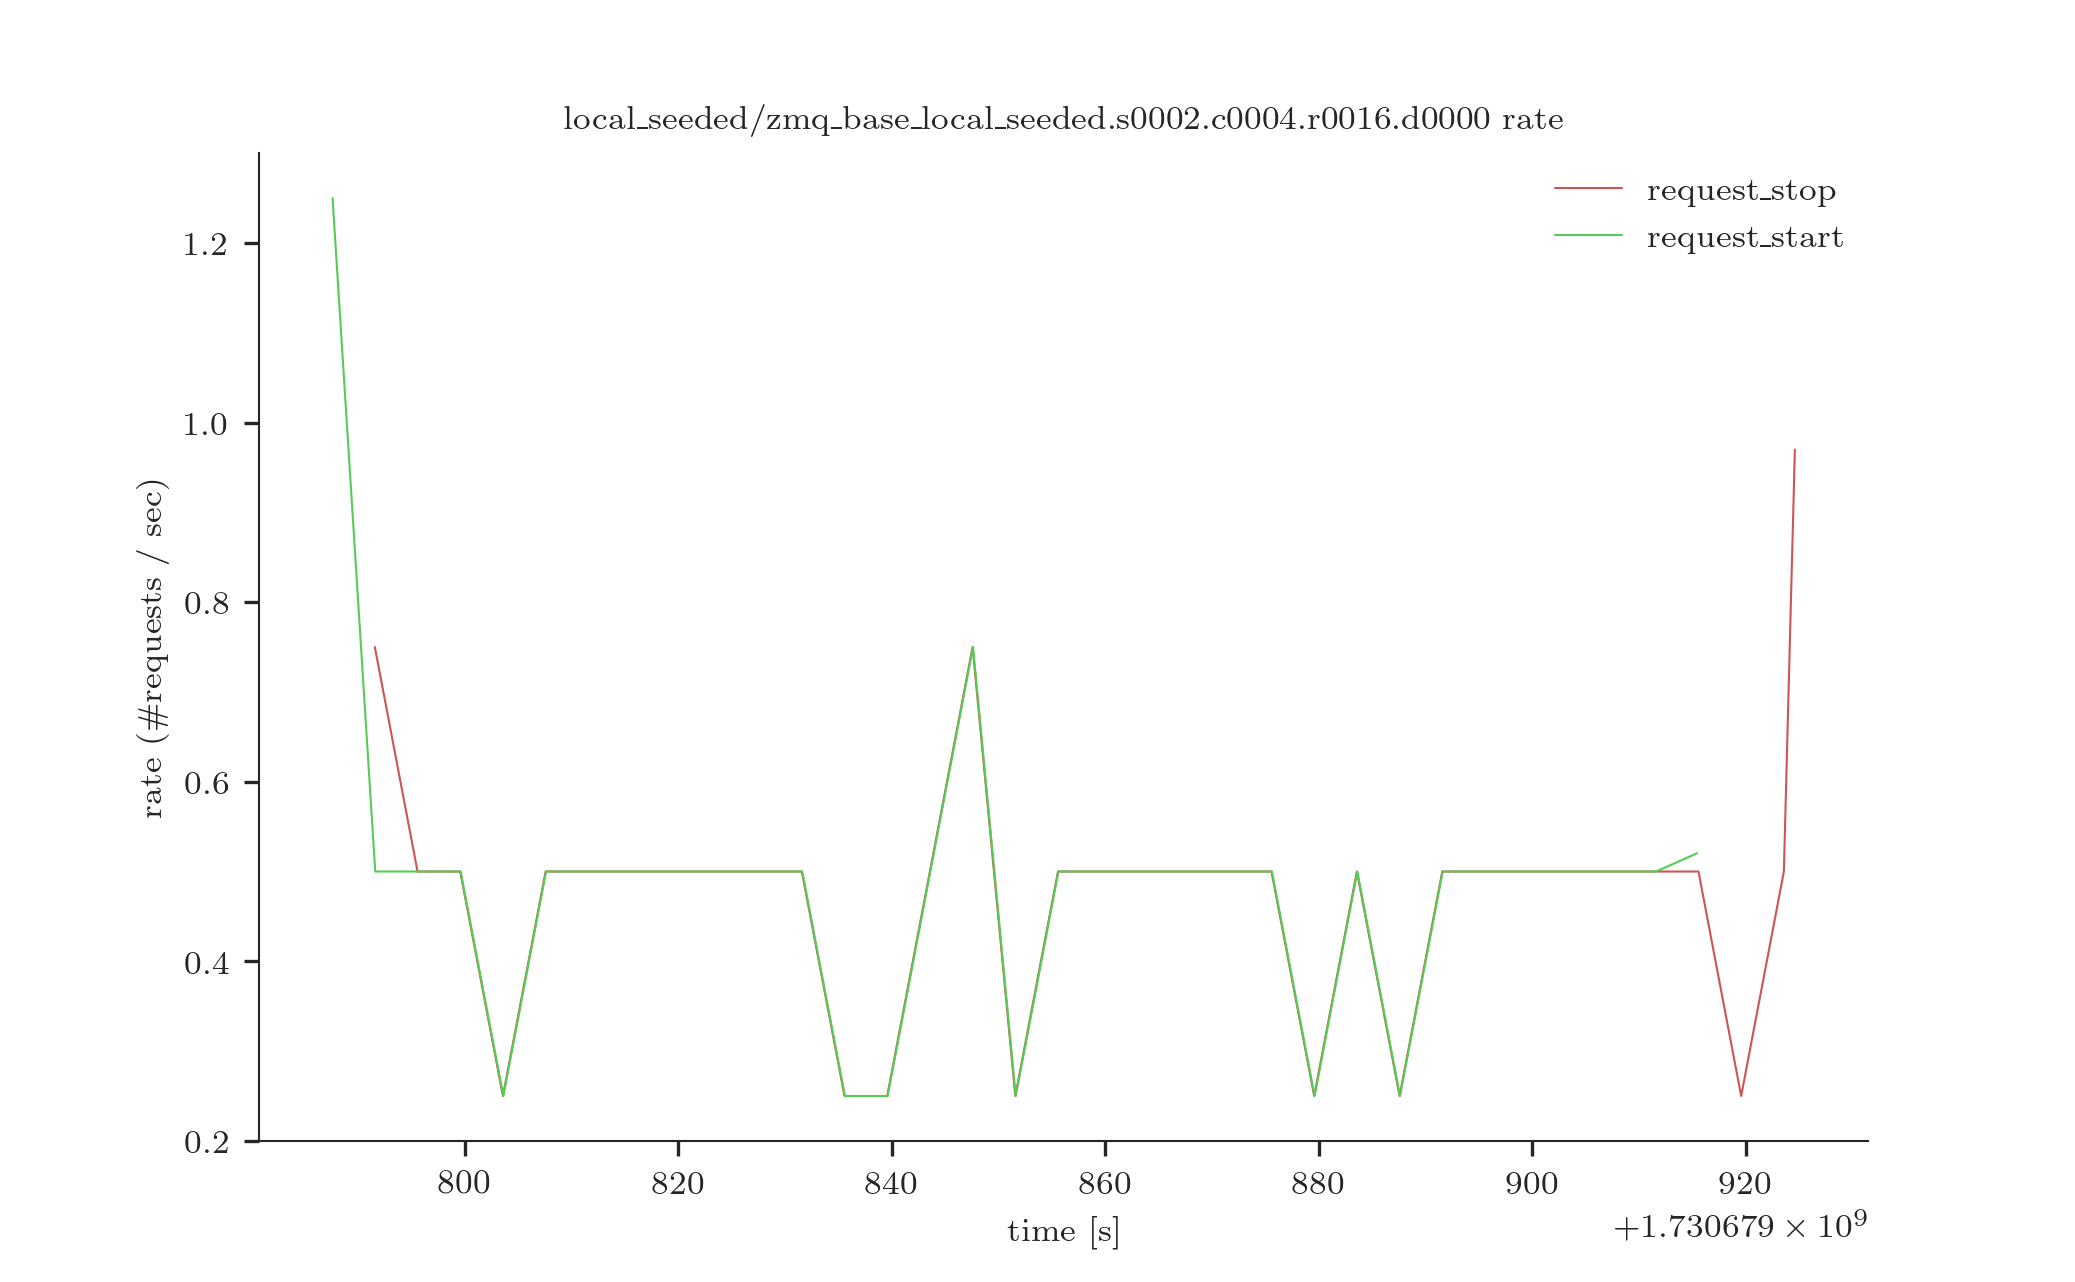 local_seeded/zmq_base_local_seeded.s0002.c0004.r0016.d0000 rate
request_stop
request_start
1.2
1.0
0.8
0.6
0.4
0.2
rate (#requests / sec)
800 820 840 860 880 900 920
time [s]
+1.730679 × 10⁹